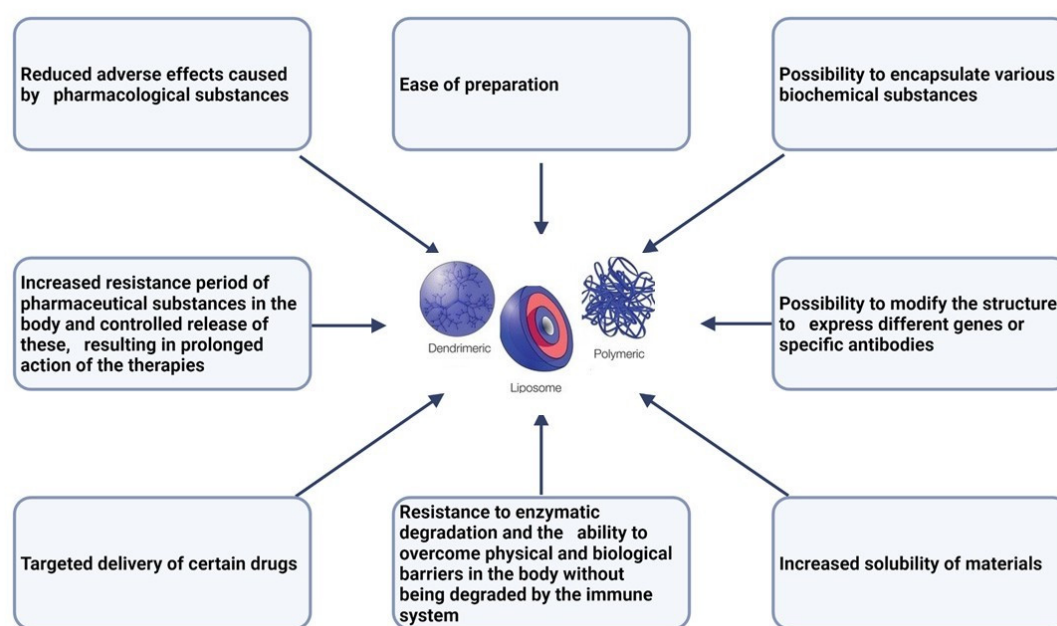 Reduced adverse effects caused
by pharmacological substances
Ease of preparation
Possibility to encapsulate various
biochemical substances
Increased resistance period of
pharmaceutical substances in the
body and controlled release of
these, resulting in prolonged
action of the therapies
Dendrimeric
Liposome
Polymeric
Possibility to modify the structure
to express different genes or
specific antibodies
Targeted delivery of certain drugs
Resistance to enzymatic
degradation and the ability to
overcome physical and biological
barriers in the body without
being degraded by the immune
system
Increased solubility of materials